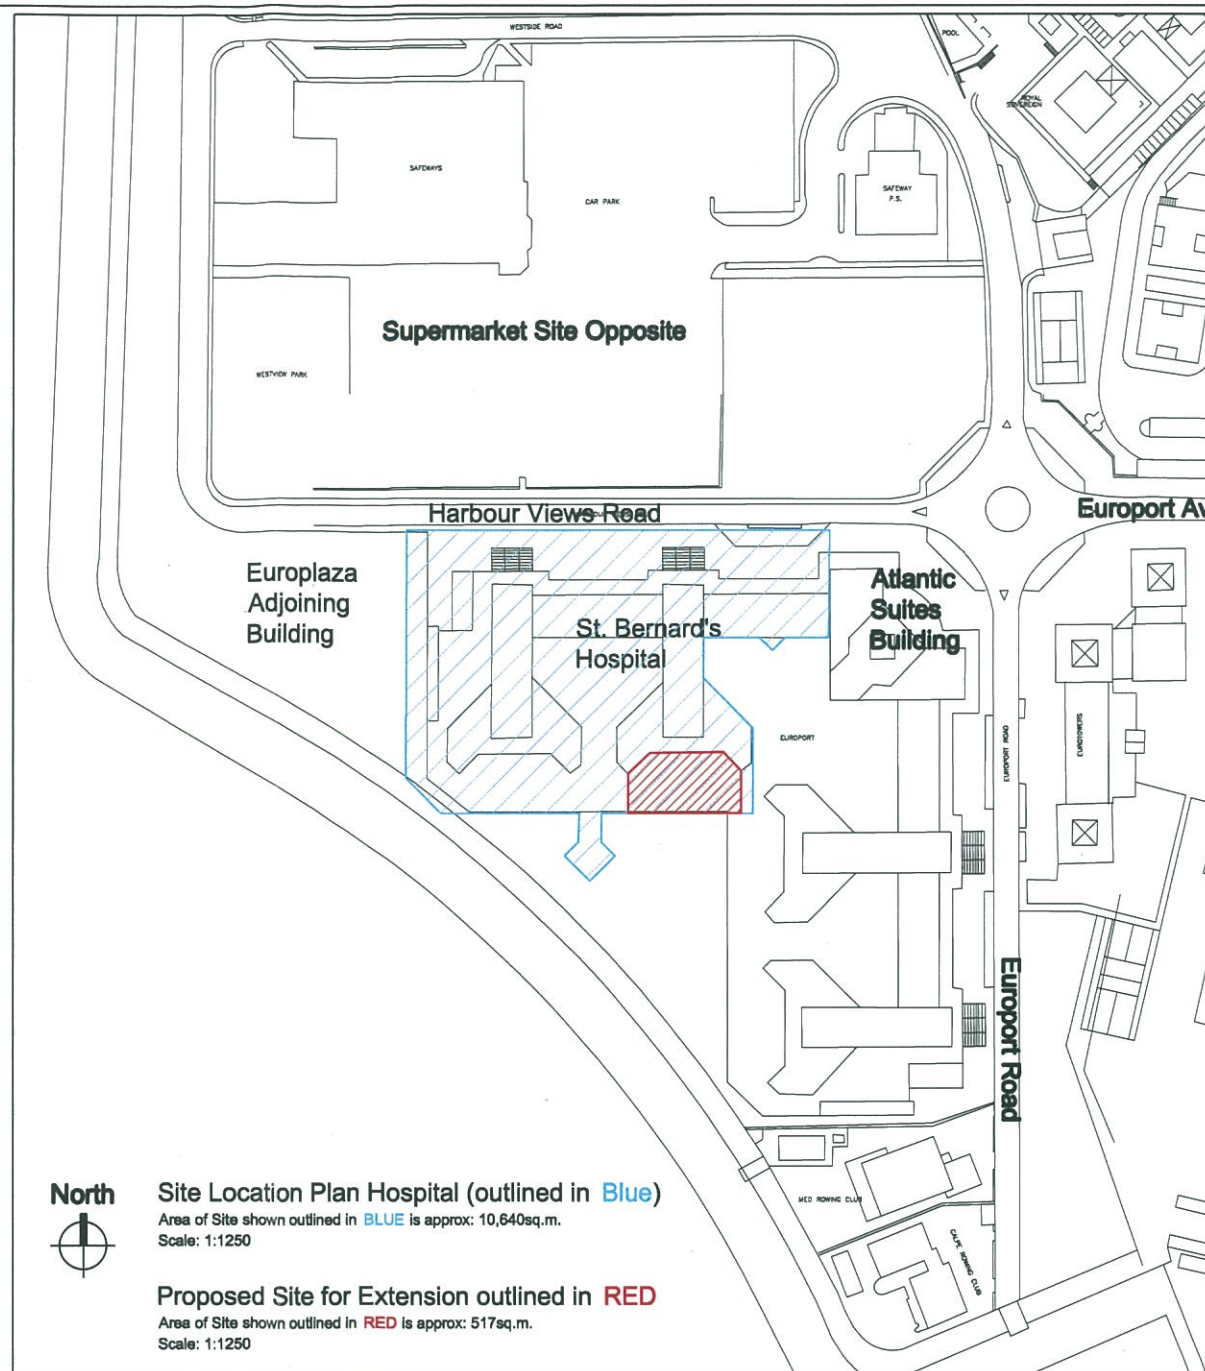 WESTSIDE ROAD
POOL
ROYAL
SOVEREIGN
SAFEWAYS
CAR PARK
SAFEWAY
P.S.
Supermarket Site Opposite
WESTVIEW PARK
Harbour Views Road
Europort Av
Europlaza
Adjoining
Building
St. Bernard's
Hospital
Atlantic
Suites
Building
EUROPORT
EUROPORT ROAD
EUROTOWERS
Europort Road
MED ROWING CLUB
CALPE ROWING CLUB
North
Site Location Plan Hospital (outlined in Blue)
Area of Site shown outlined in BLUE is approx: 10,640sq.m.
Scale: 1:1250
Proposed Site for Extension outlined in RED
Area of Site shown outlined in RED is approx: 517sq.m.
Scale: 1:1250